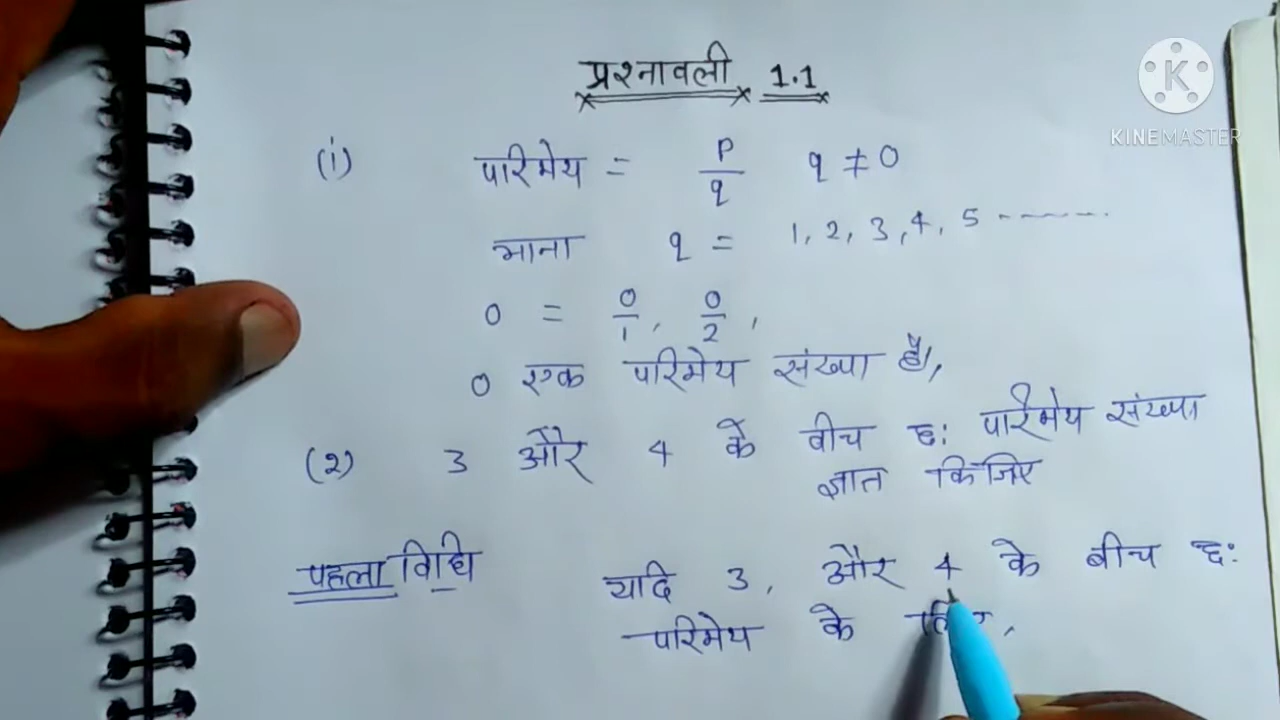 प्रश्नावली 1.1
KINEMASTER
(i) परिमेय = p/q q ≠ 0
माना q = 1, 2, 3, 4, 5 -------
0 = 0/1, 0/2,
0 एक परिमेय संख्या है।,
(२) 3 और 4 के बीच छः परिमेय संख्या
ज्ञात किजिए
पहला विधि यदि 3, और 4 के बीच छः
परिमेय के